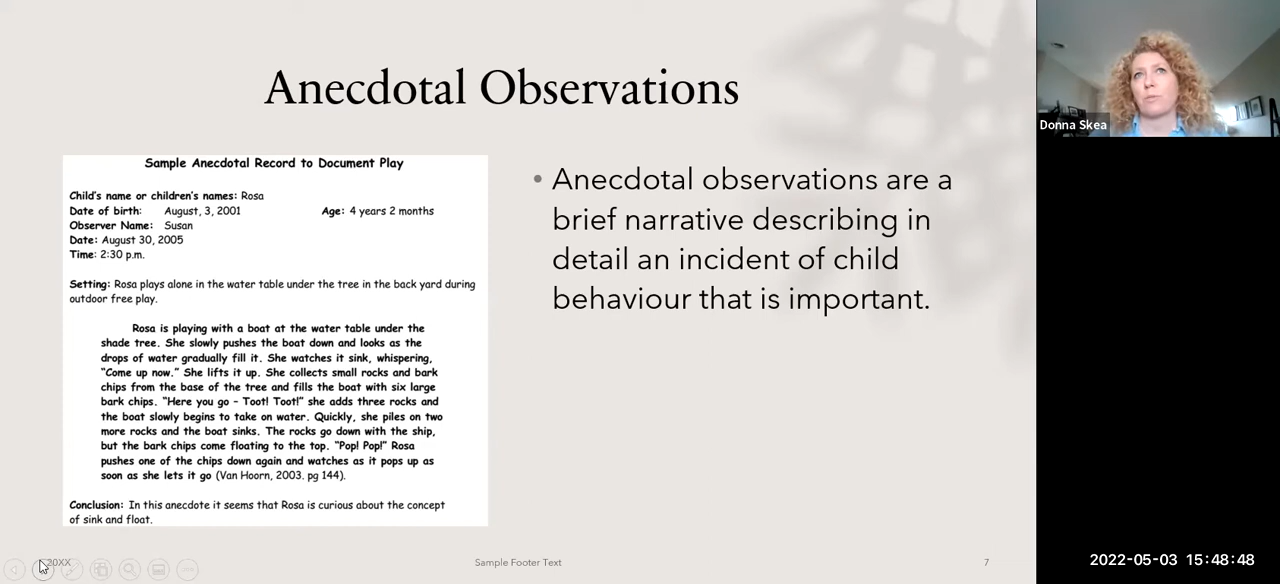 Anecdotal Observations
Sample Anecdotal Record to Document Play
Child's name or children's names: Rosa
Date of birth: August, 3, 2001 Age: 4 years 2 months
Observer Name: Susan
Date: August 30, 2005
Time: 2:30 p.m.
Setting: Rosa plays alone in the water table under the tree in the back yard during
outdoor free play.
Rosa is playing with a boat at the water table under the
shade tree. She slowly pushes the boat down and looks as the
drops of water gradually fill it. She watches it sink, whispering,
"Come up now." She lifts it up. She collects small rocks and bark
chips from the base of the tree and fills the boat with six large
bark chips. "Here you go – Toot! Toot!" she adds three rocks and
the boat slowly begins to take on water. Quickly, she piles on two
more rocks and the boat sinks. The rocks go down with the ship,
but the bark chips come floating to the top. "Pop! Pop!" Rosa
pushes one of the chips down again and watches as it pops up as
soon as she lets it go (Van Hoorn, 2003. pg 144).
Conclusion: In this anecdote it seems that Rosa is curious about the concept
of sink and float.
• Anecdotal observations are a
brief narrative describing in
detail an incident of child
behaviour that is important.
20XX
Sample Footer Text
7
Donna Skea
2022-05-03 15:48:48